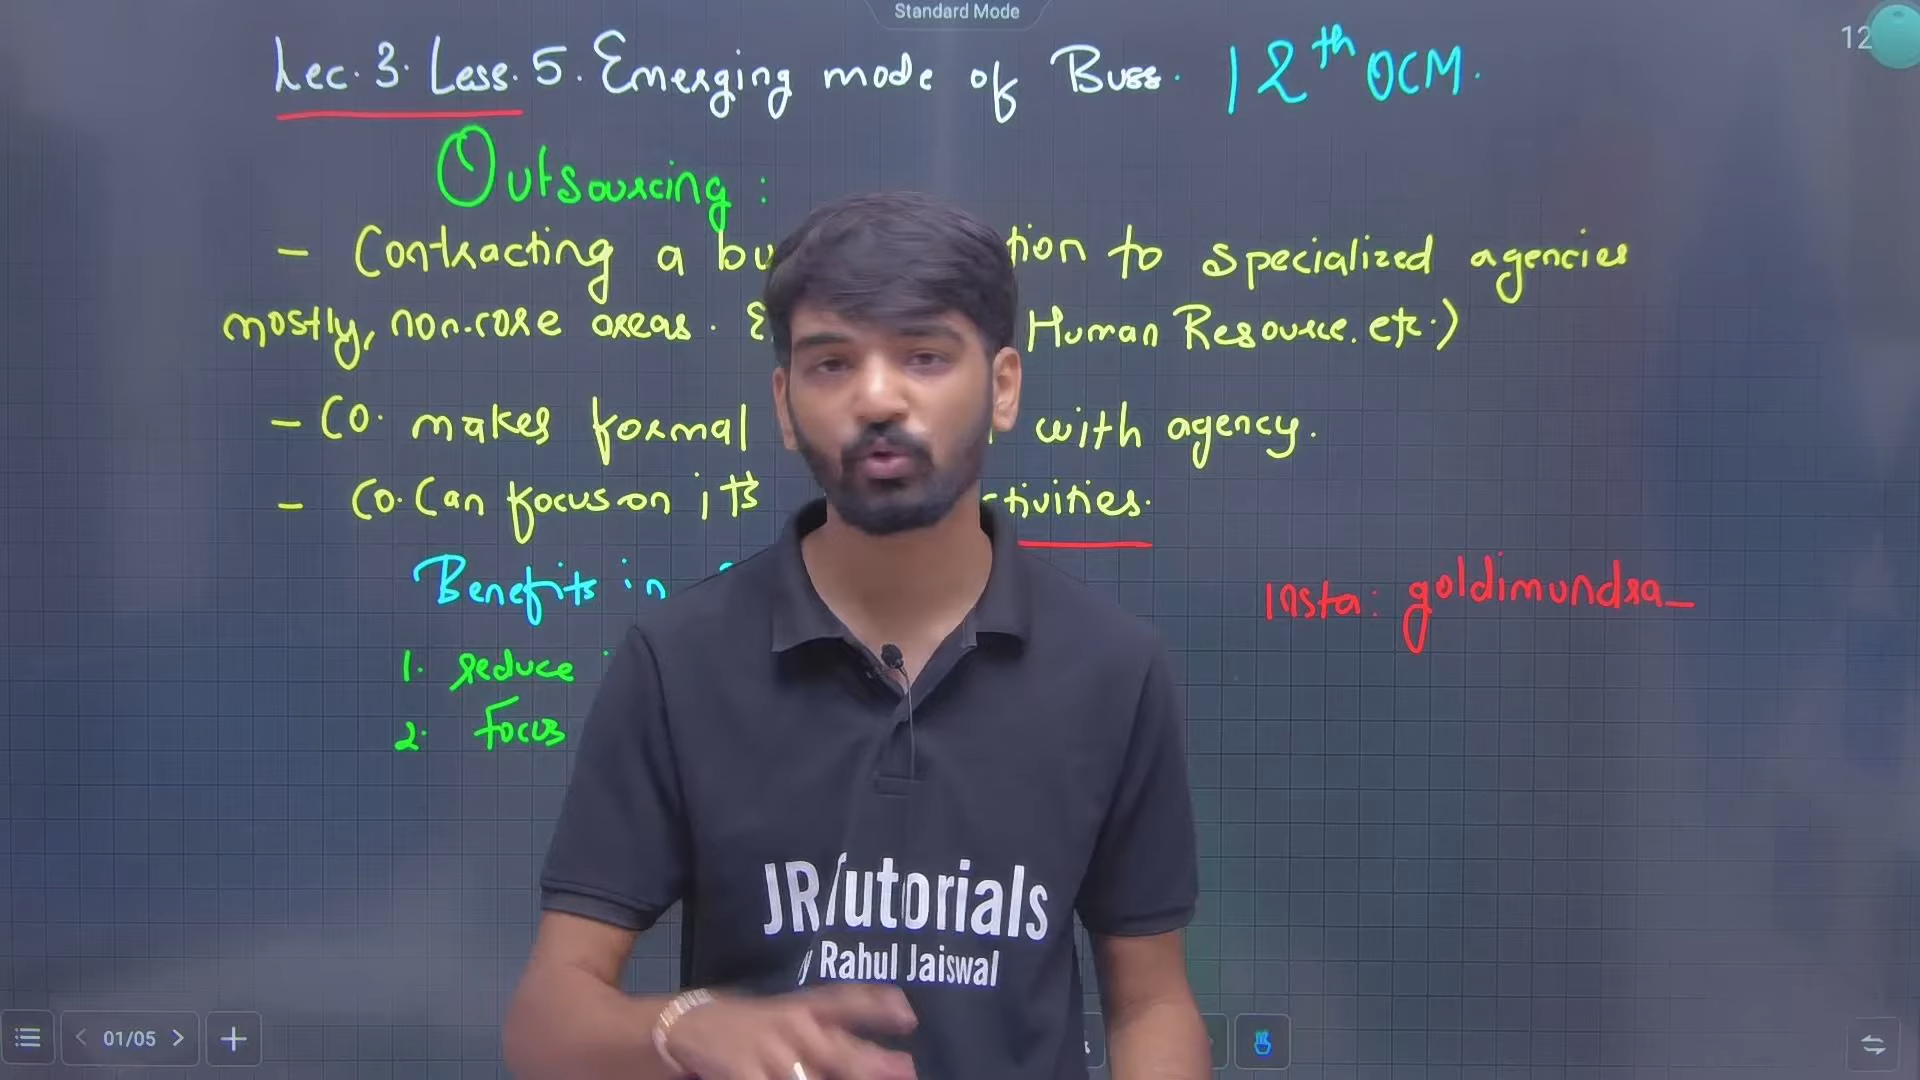 Standard Mode
12
Lec. 3. Less. 5. Emerging mode of Buss. 12th OCM.
Outsourcing :
- Contracting a bu tion to specialized agencies
mostly, non-core areas. E Human Resource. etc.)
- Co. makes formal with agency.
- Co. Can focus on its tivities.
Benefits in
Insta: goldimundra_
1. reduce
2. focus
JR Tutorials
y Rahul Jaiswal
01/05